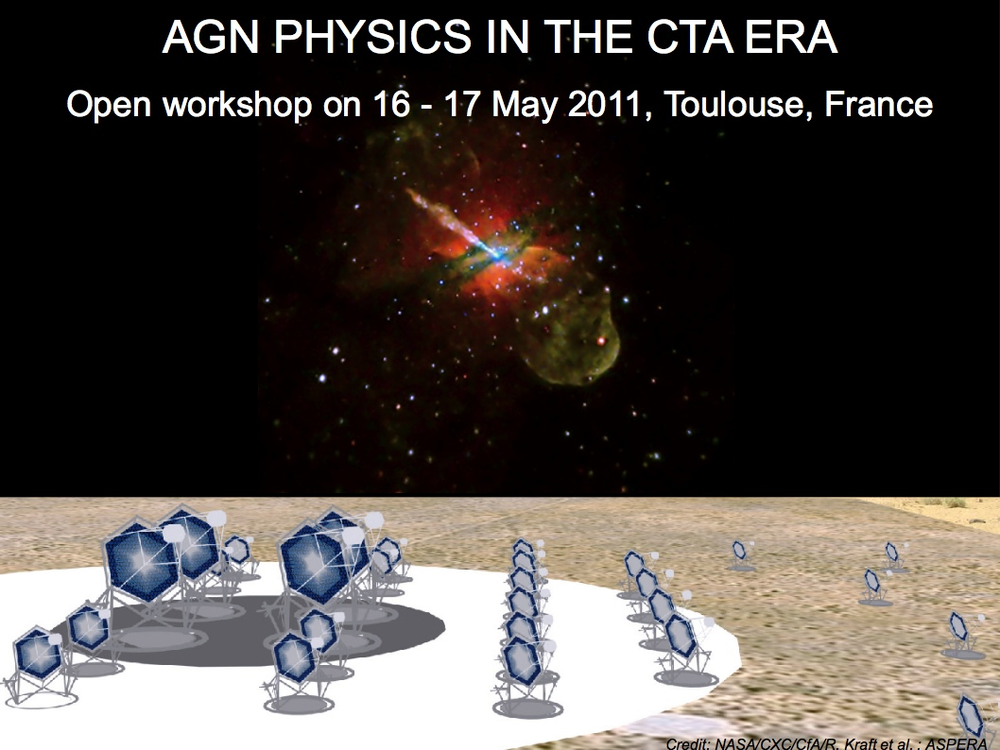 AGN PHYSICS IN THE CTA ERA
Open workshop on 16 - 17 May 2011, Toulouse, France
Credit: NASA/CXC/CfA/R. Kraft et al. ; ASPERA